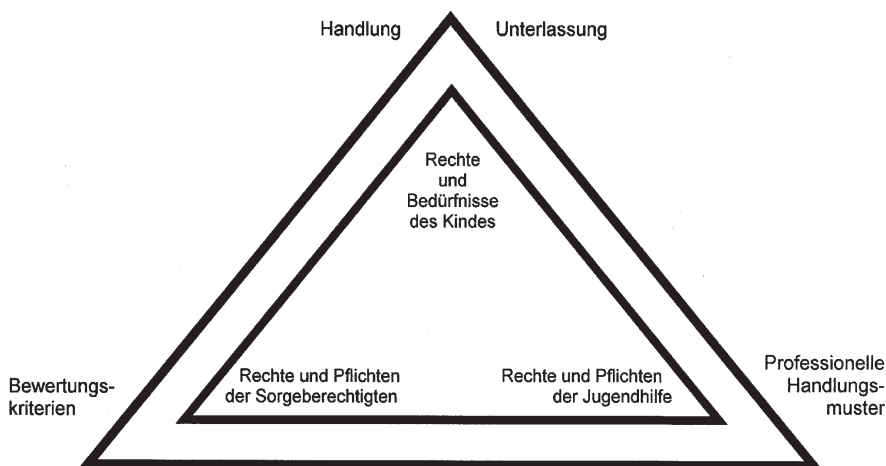 Handlung
Unterlassung
Rechte
und
Bedürfnisse
des Kindes
Bewertungs-
kriterien
Rechte und Pflichten
der Sorgeberechtigten
Rechte und Pflichten
der Jugendhilfe
Professionelle
Handlungs-
muster